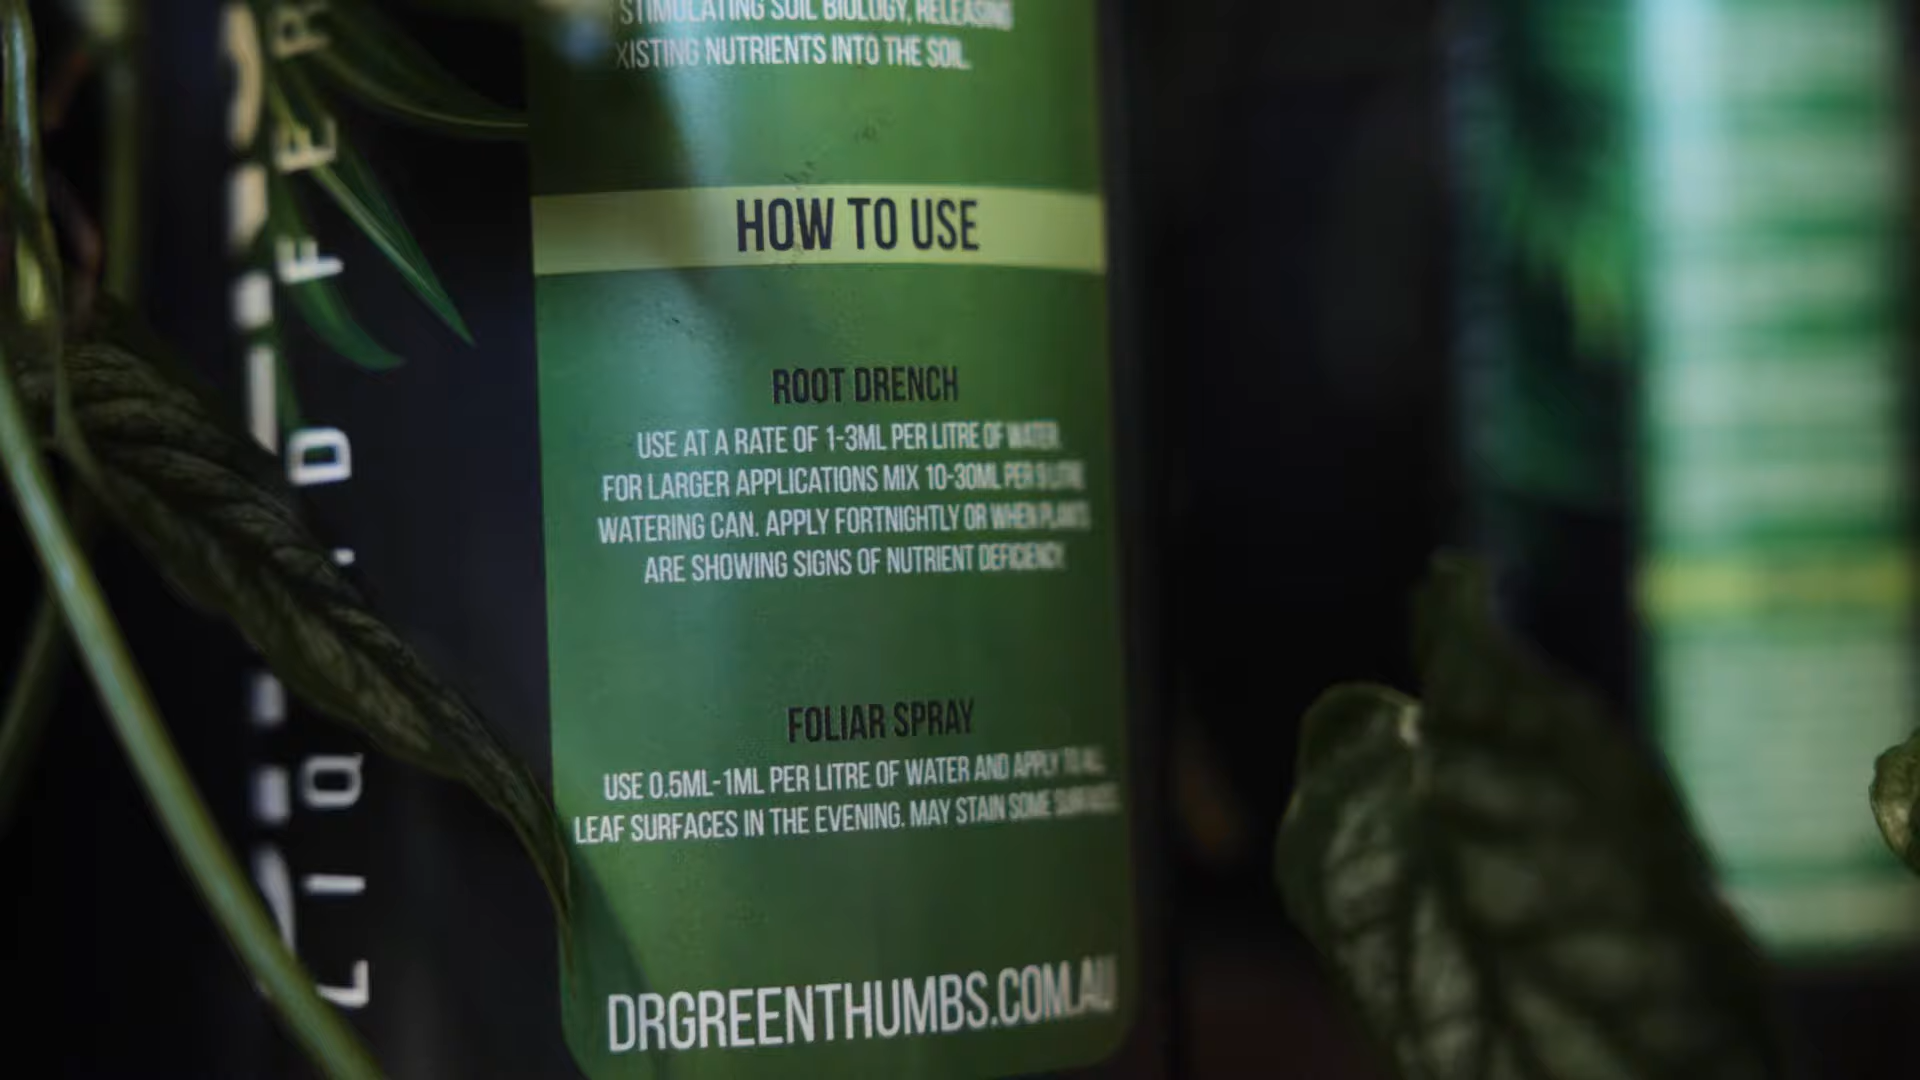 STIMULATING SOIL BIOLOGY, RELEASING
XISTING NUTRIENTS INTO THE SOIL.
HOW TO USE
ROOT DRENCH
USE AT A RATE OF 1-3ML PER LITRE OF WATER.
FOR LARGER APPLICATIONS MIX 10-30ML PER 9 LITRE
WATERING CAN. APPLY FORTNIGHTLY OR WHEN PLANTS
ARE SHOWING SIGNS OF NUTRIENT DEFICIENCY.
FOLIAR SPRAY
USE 0.5ML-1ML PER LITRE OF WATER AND APPLY TO ALL
LEAF SURFACES IN THE EVENING. MAY STAIN SOME SURFACES.
DRGREENTHUMBS.COM.AU
LIQUID FE